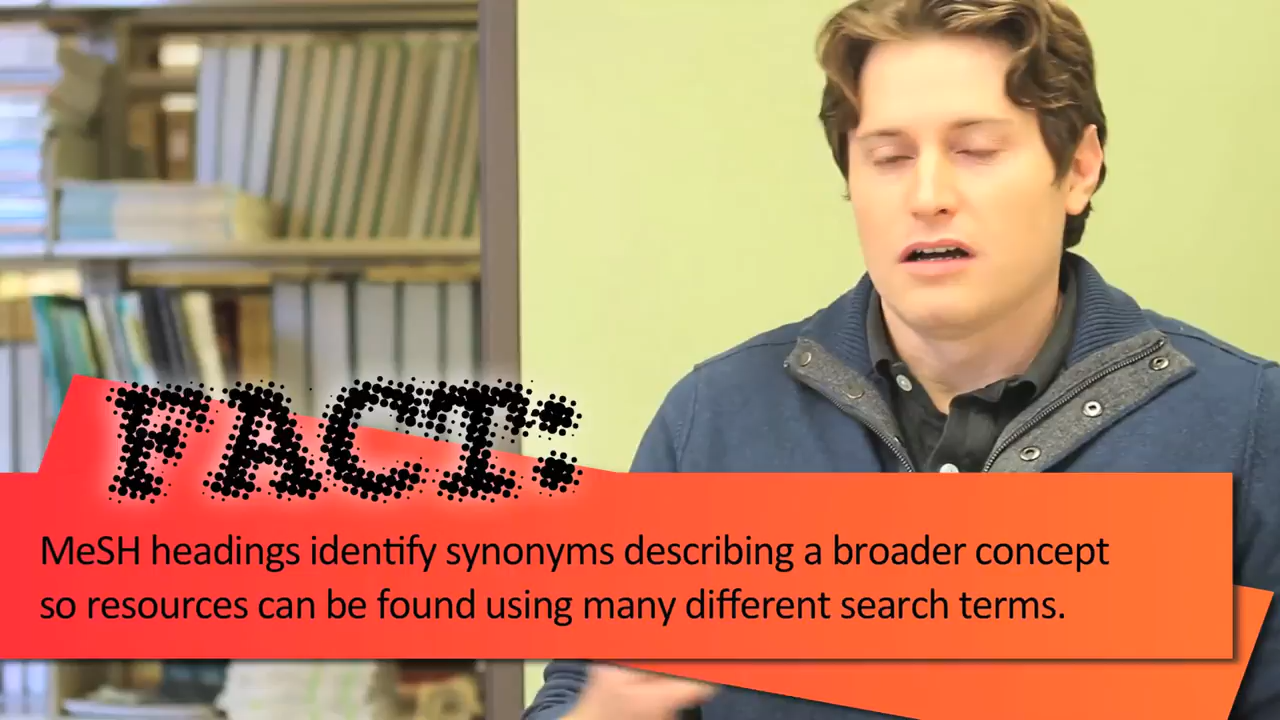 FACT:
MeSH headings identify synonyms describing a broader concept
so resources can be found using many different search terms.